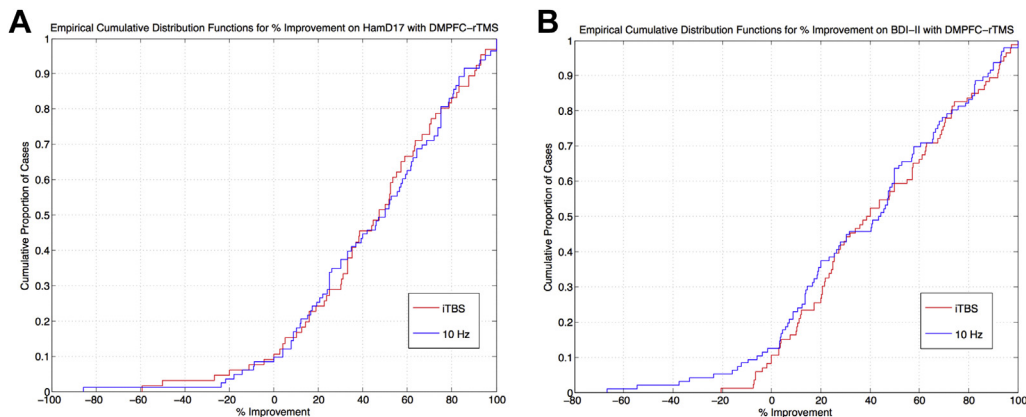 A
Empirical Cumulative Distribution Functions for % Improvement on HamD17 with DMPFC-rTMS
Cumulative Proportion of Cases
1
0.9
0.8
0.7
0.6
0.5
0.4
0.3
0.2
0.1
0
-100 -80 -60 -40 -20 0 20 40 60 80 100
% Improvement
iTBS
10 Hz
B
Empirical Cumulative Distribution Functions for % Improvement on BDI-II with DMPFC-rTMS
Cumulative Proportion of Cases
1
0.9
0.8
0.7
0.6
0.5
0.4
0.3
0.2
0.1
0
-80 -60 -40 -20 0 20 40 60 80 100
% Improvement
iTBS
10 Hz